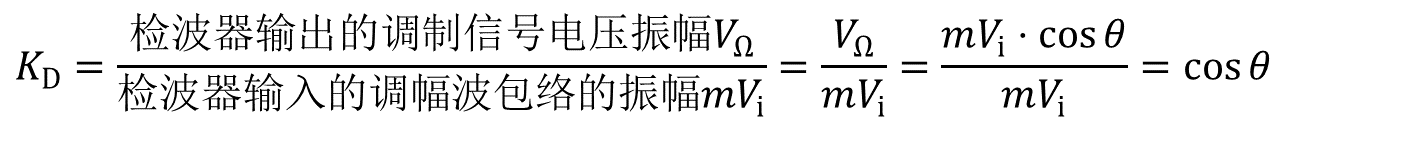 K_D = 检波器输出的调制信号电压振幅V_Ω / 检波器输入的调幅波包络的振幅mV_i = V_Ω / mV_i = mV_i · cos θ / mV_i = cos θ